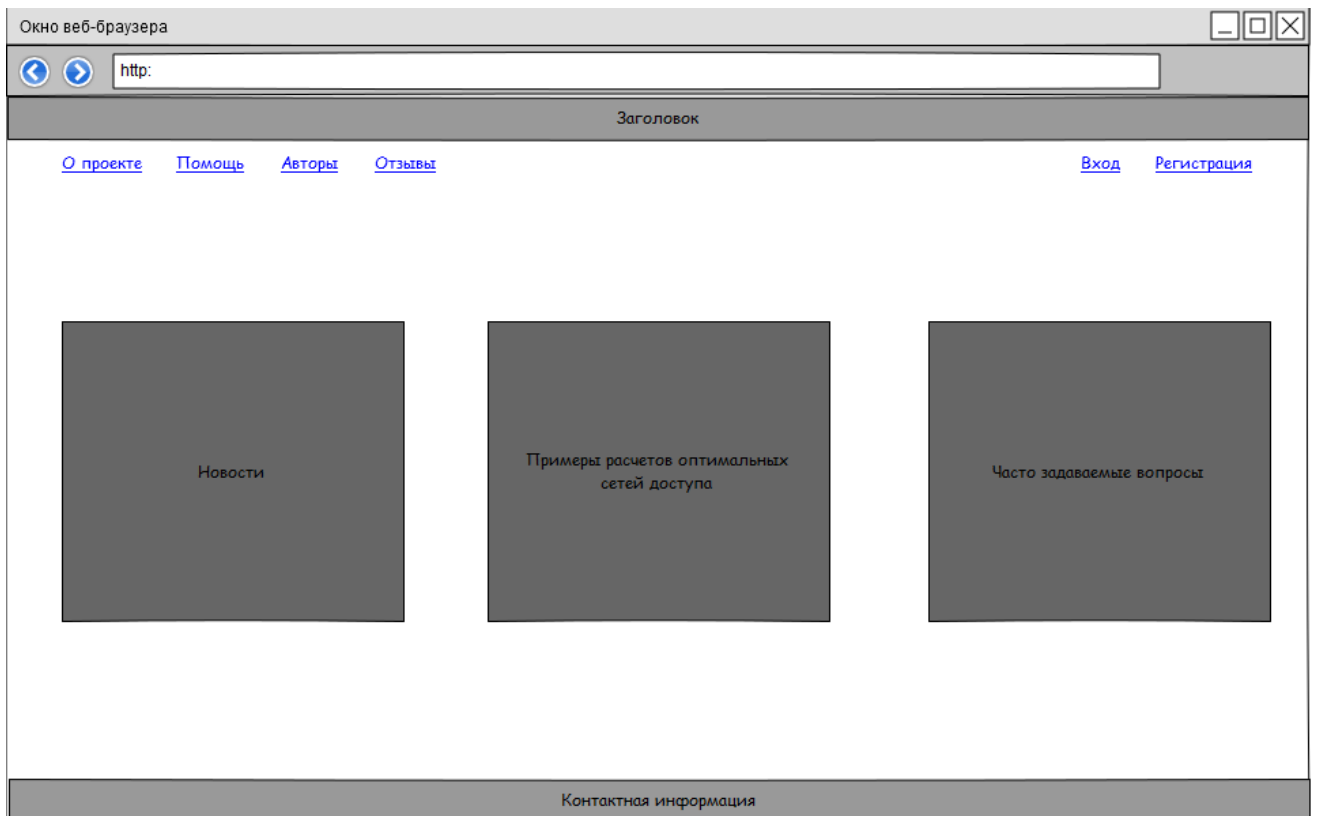 Окно веб-браузера
http:
Заголовок
О проекте Помощь Авторы Отзывы Вход Регистрация
Новости
Примеры расчетов оптимальных
сетей доступа
Часто задаваемые вопросы
Контактная информация